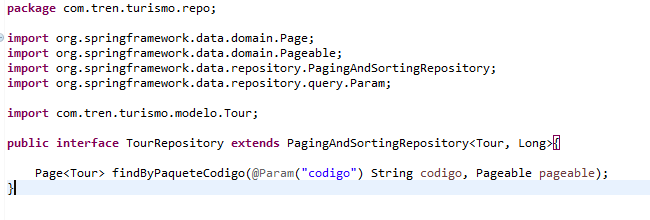 package com.tren.turismo.repo;
import org.springframework.data.domain.Page;
import org.springframework.data.domain.Pageable;
import org.springframework.data.repository.PagingAndSortingRepository;
import org.springframework.data.repository.query.Param;
import com.tren.turismo.modelo.Tour;
public interface TourRepository extends PagingAndSortingRepository<Tour, Long>{
Page<Tour> findByPaqueteCodigo(@Param("codigo") String codigo, Pageable pageable);
}